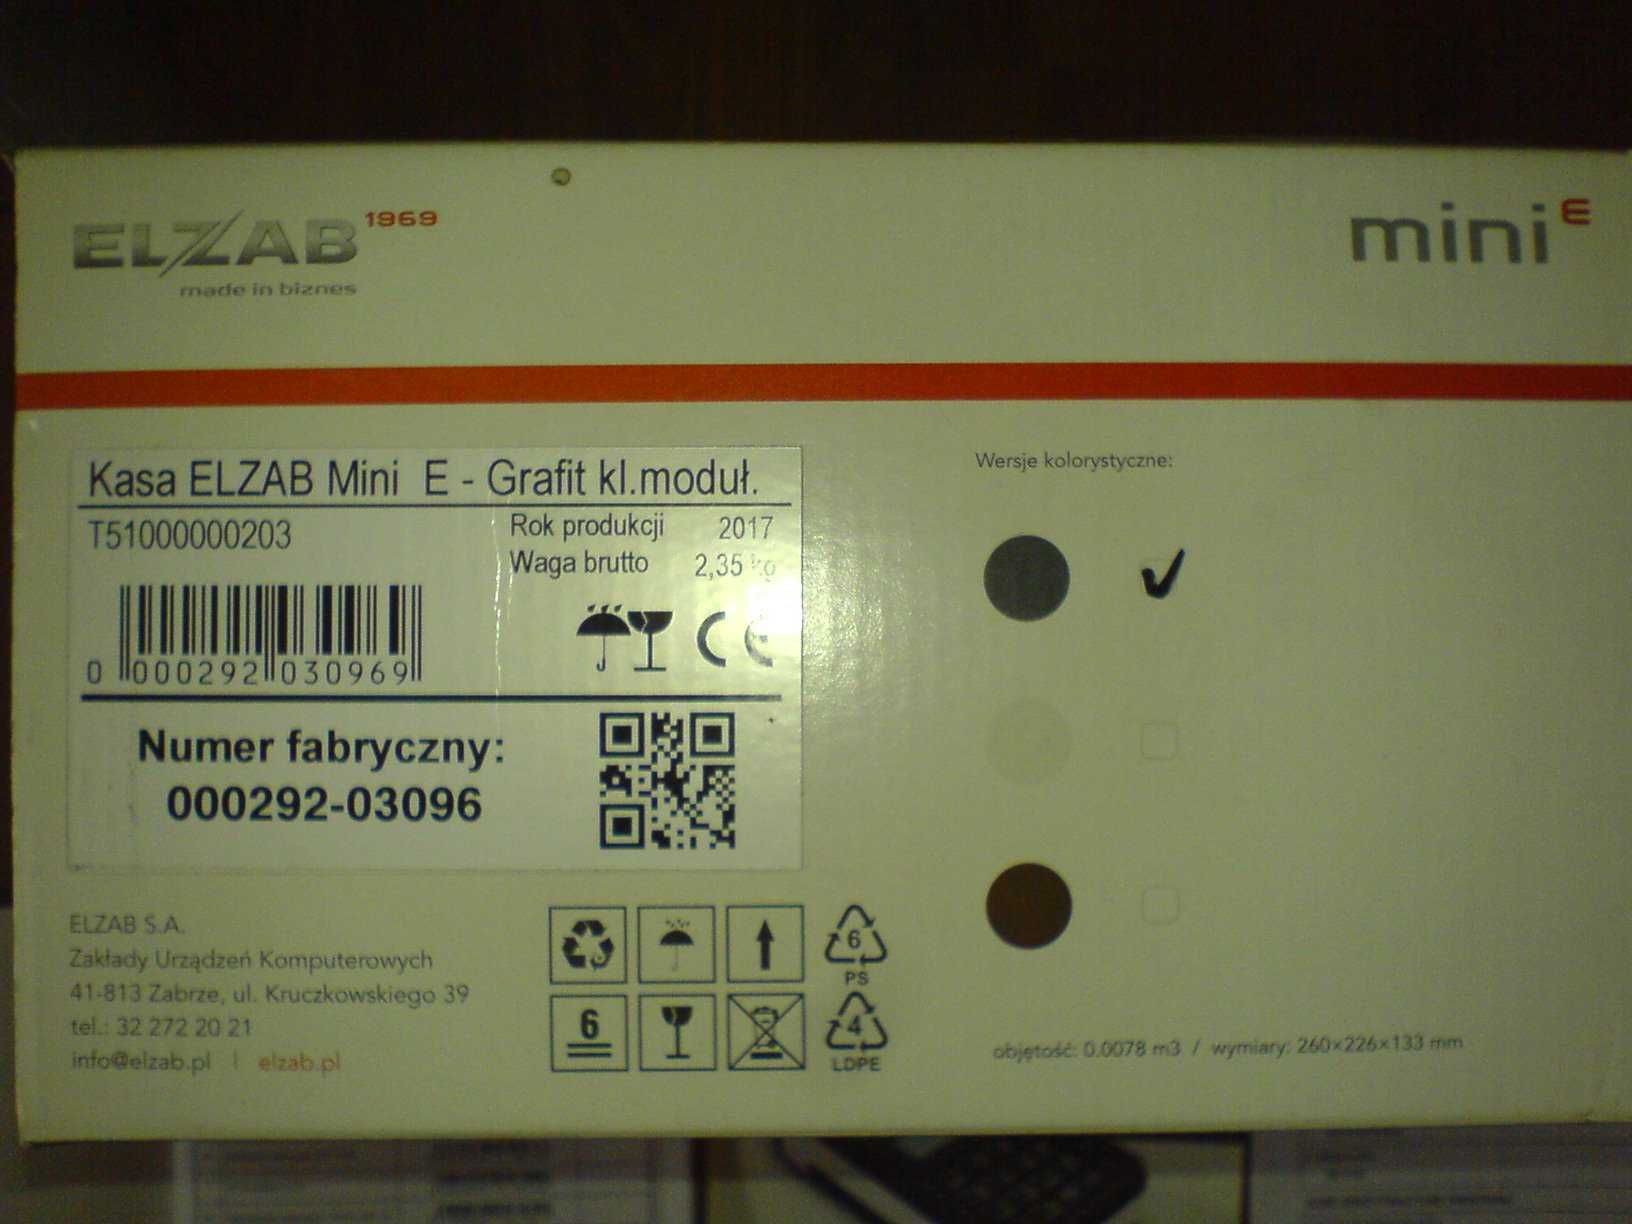 ELZAB 1969
made in biznes
mini E
Kasa ELZAB Mini E - Grafit kl.moduł.
T51000000203
Rok produkcji 2017
Waga brutto 2,35 kg
0 000292 030969
CE
Numer fabryczny:
000292-03096
Wersje kolorystyczne:
ELZAB S.A.
Zakłady Urządzeń Komputerowych
41-813 Zabrze, ul. Kruczkowskiego 39
tel.: 32 272 20 21
info@elzab.pl | elzab.pl
6
PS
6
4
LDPE
objętość: 0.0078 m3 / wymiary: 260×226×133 mm